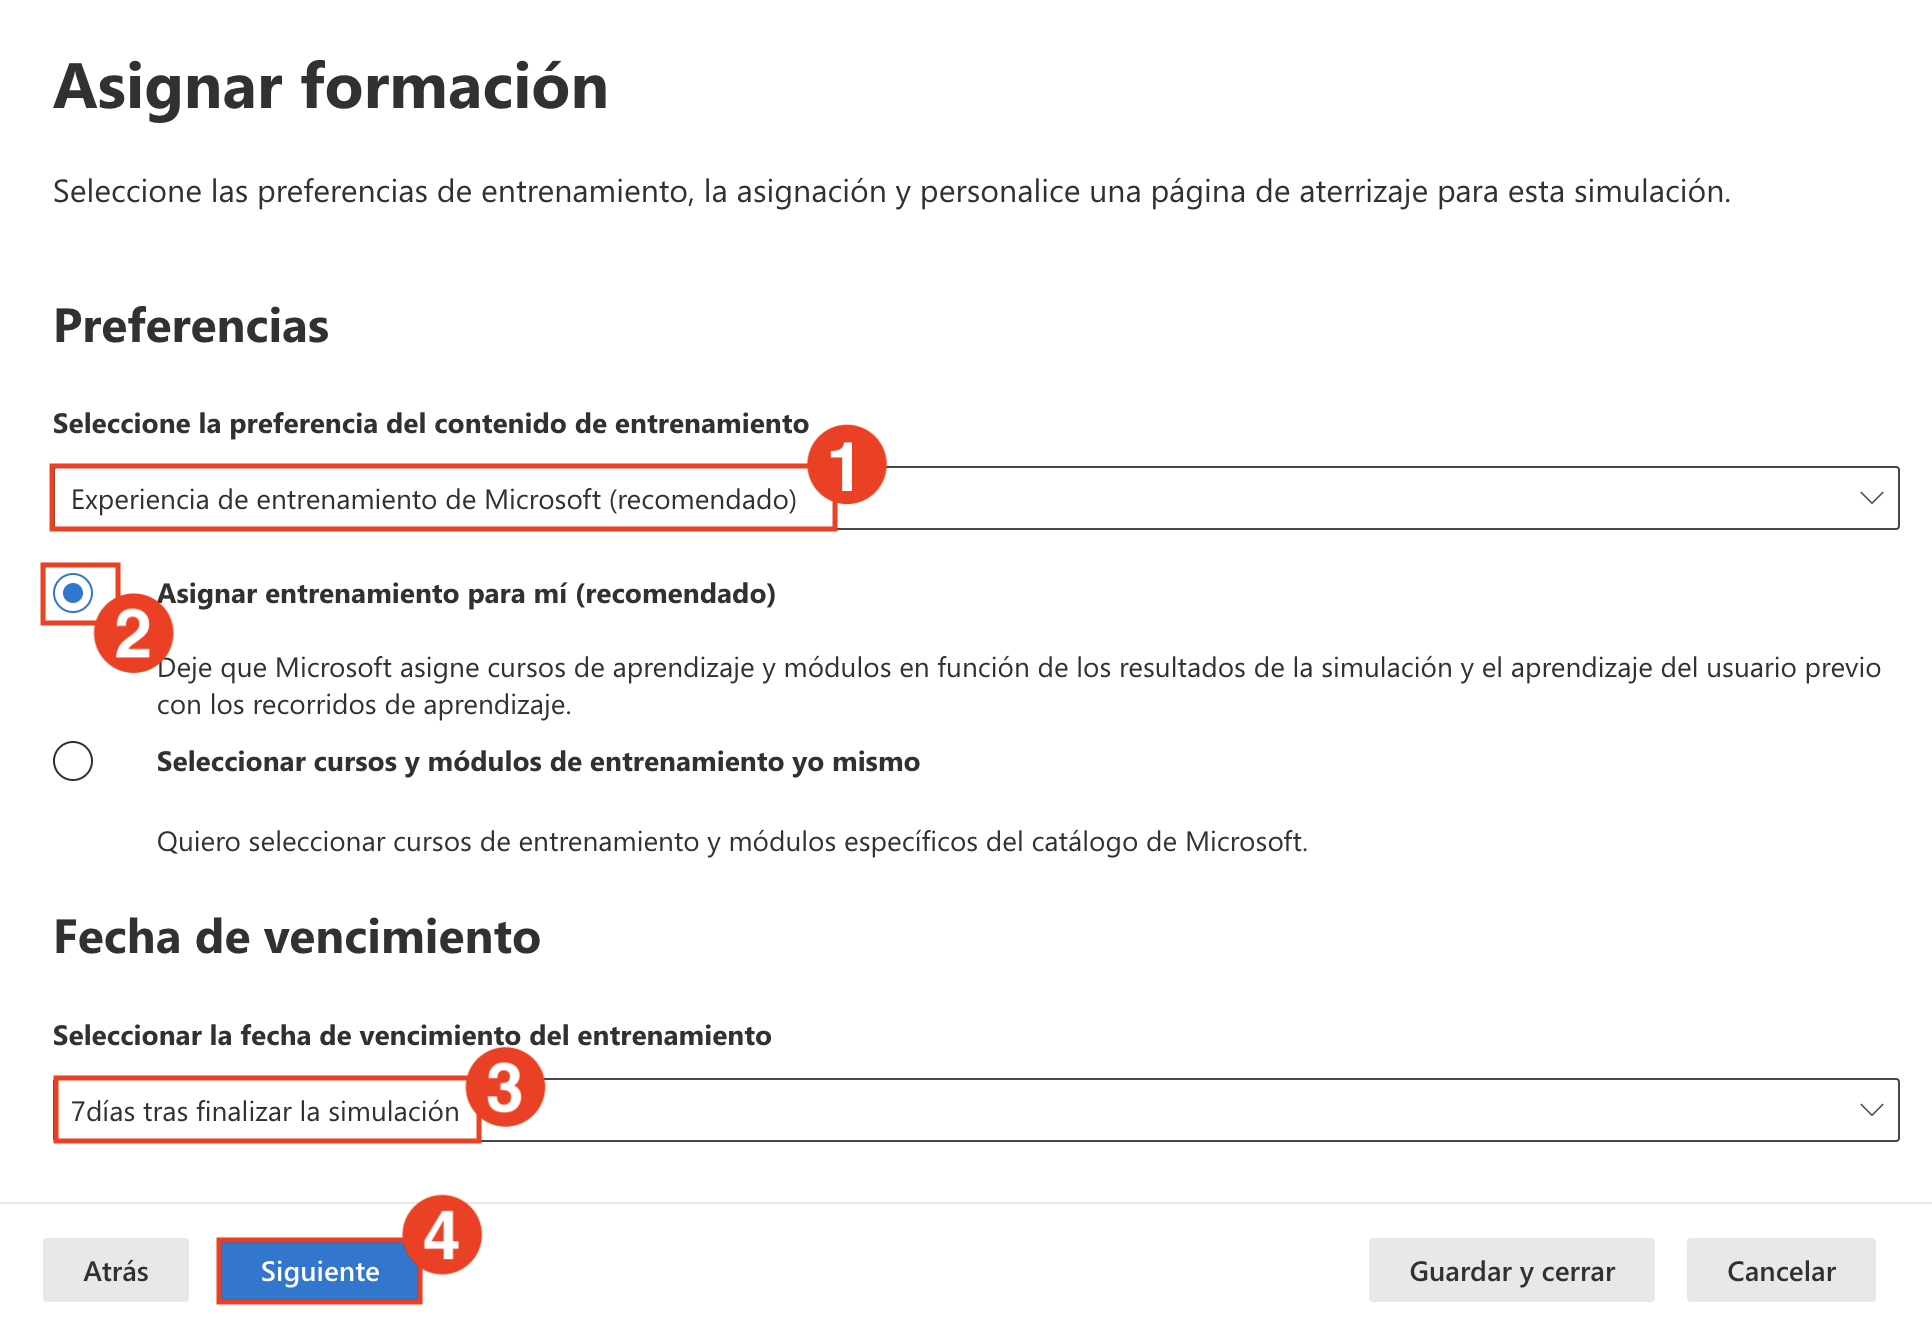 Asignar formación
Seleccione las preferencias de entrenamiento, la asignación y personalice una página de aterrizaje para esta simulación.
Preferencias
Seleccione la preferencia del contenido de entrenamiento
1
Experiencia de entrenamiento de Microsoft (recomendado)
Asignar entrenamiento para mí (recomendado)
2
Deje que Microsoft asigne cursos de aprendizaje y módulos en función de los resultados de la simulación y el aprendizaje del usuario previo
con los recorridos de aprendizaje.
Seleccionar cursos y módulos de entrenamiento yo mismo
Quiero seleccionar cursos de entrenamiento y módulos específicos del catálogo de Microsoft.
Fecha de vencimiento
Seleccionar la fecha de vencimiento del entrenamiento
3
7días tras finalizar la simulación
4
Atrás
Siguiente
Guardar y cerrar
Cancelar